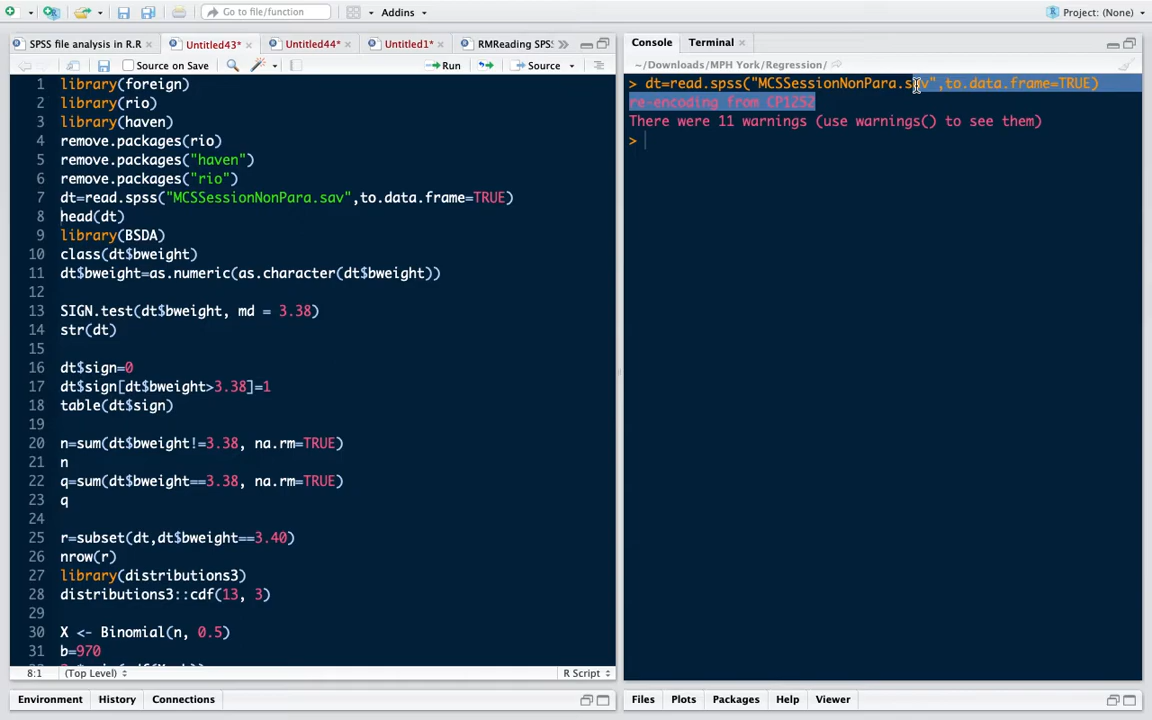 Go to file/function
Addins
Project: (None)
SPSS file analysis in R.R
Untitled43*
Untitled44*
Untitled1*
RMReading SPS
Source on Save
Run
Source
1 library(foreign)
2 library(rio)
3 library(haven)
4 remove.packages(rio)
5 remove.packages("haven")
6 remove.packages("rio")
7 dt=read.spss("MCSSessionNonPara.sav",to.data.frame=TRUE)
8 head(dt)
9 library(BSDA)
10 class(dt$bweight)
11 dt$bweight=as.numeric(as.character(dt$bweight))
12
13 SIGN.test(dt$bweight, md = 3.38)
14 str(dt)
15
16 dt$sign=0
17 dt$sign[dt$bweight>3.38]=1
18 table(dt$sign)
19
20 n=sum(dt$bweight!=3.38, na.rm=TRUE)
21 n
22 q=sum(dt$bweight==3.38, na.rm=TRUE)
23 q
24
25 r=subset(dt,dt$bweight==3.40)
26 nrow(r)
27 library(distributions3)
28 distributions3::cdf(13, 3)
29
30 X <- Binomial(n, 0.5)
31 b=970
8:1 (Top Level)
R Script
Environment History Connections
Console Terminal
~/Downloads/MPH York/Regression/
> dt=read.spss("MCSSessionNonPara.sav",to.data.frame=TRUE)
re-encoding from CP1252
There were 11 warnings (use warnings() to see them)
>
Files Plots Packages Help Viewer